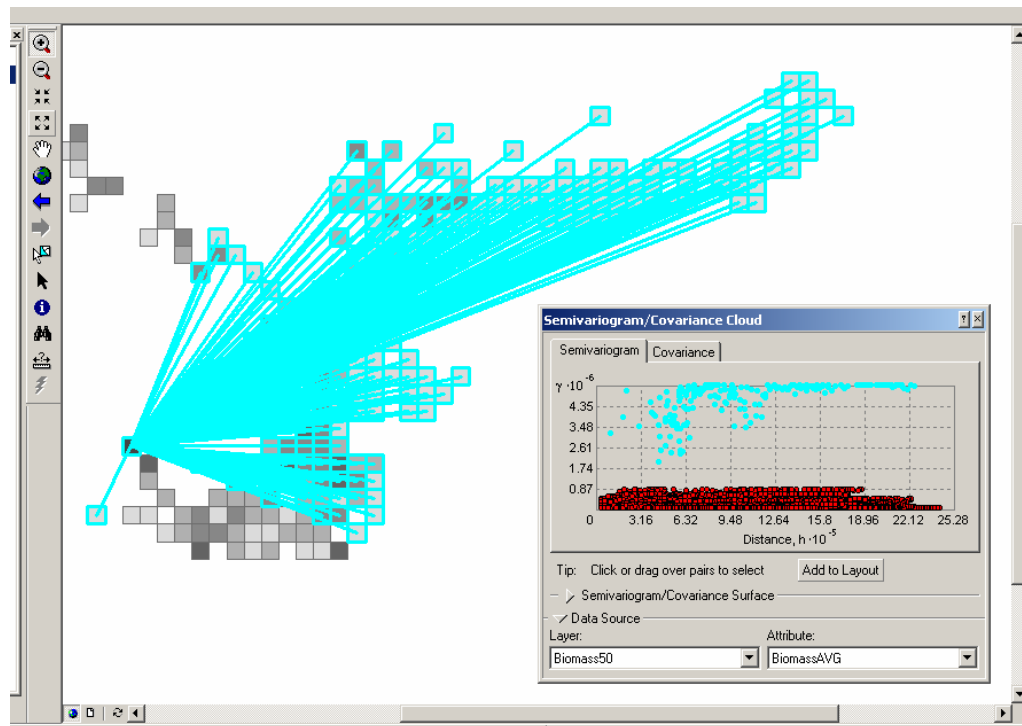 Semivariogram/Covariance Cloud
Semivariogram
Covariance
γ ·10 -6
4.35
3.48
2.61
1.74
0.87
0 3.16 6.32 9.48 12.64 15.8 18.96 22.12 25.28
Distance, h ·10 -5
Tip: Click or drag over pairs to select
Add to Layout
Semivariogram/Covariance Surface
Data Source
Layer: Attribute:
Biomass50 BiomassAVG